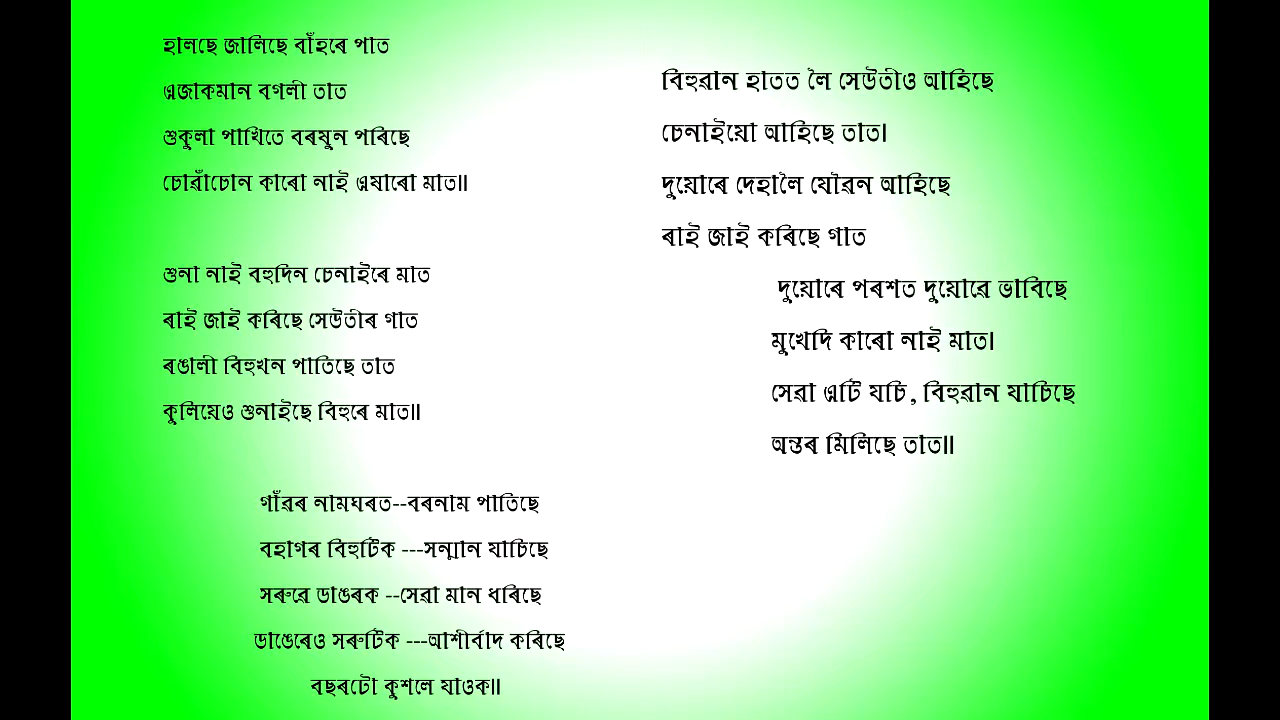 হালছে জালিছে বাঁহৰে পাত
এজাকমান বগলী তাত
শুকুলা পাখিতে বৰষুন পৰিছে
চোৱাঁচোন কাৰো নাই এষাৰো মাত॥
শুনা নাই বহুদিন চেনাইৰে মাত
ৰাই জাই কৰিছে সেউতীৰ গাত
ৰঙালী বিহুখন পাতিছে তাত
কুলিয়েও শুনাইছে বিহুৰে মাত॥
গাঁৱৰ নামঘৰত--বৰনাম পাতিছে
বহাগৰ বিহুটিক ---সন্মান যাচিছে
সৰুৱে ডাঙৰক --সেৱা মান ধৰিছে
ডাঙেৰেও সৰুটিক ---আশীৰ্বাদ কৰিছে
বছৰটো কুশলে যাওক॥
বিহুৱান হাতত লৈ সেউতীও আহিছে
চেনাইয়ো আহিছে তাত।
দুয়োৰে দেহালৈ যৌৱন আহিছে
ৰাই জাই কৰিছে গাত
দুয়োৰে পৰশত দুয়োৱে ভাবিছে
মুখেদি কাৰো নাই মাত।
সেৱা এটি যচি, বিহুৱান যাচিছে
অন্তৰ মিলিছে তাত॥